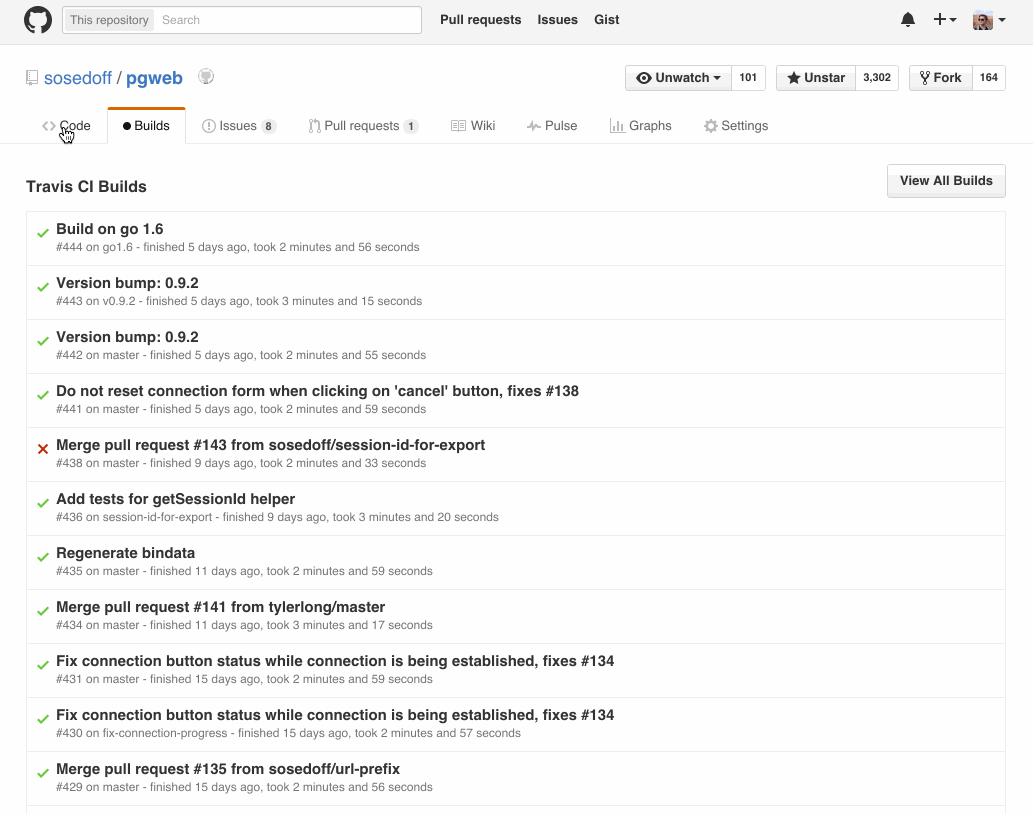 This repository Search Pull requests Issues Gist
sosedoff / pgweb Unwatch 101 Unstar 3,302 Fork 164
Code Builds Issues 8 Pull requests 1 Wiki Pulse Graphs Settings
Travis CI Builds View All Builds
Build on go 1.6
#444 on go1.6 - finished 5 days ago, took 2 minutes and 56 seconds
Version bump: 0.9.2
#443 on v0.9.2 - finished 5 days ago, took 3 minutes and 15 seconds
Version bump: 0.9.2
#442 on master - finished 5 days ago, took 2 minutes and 55 seconds
Do not reset connection form when clicking on 'cancel' button, fixes #138
#441 on master - finished 5 days ago, took 2 minutes and 59 seconds
Merge pull request #143 from sosedoff/session-id-for-export
#438 on master - finished 9 days ago, took 2 minutes and 33 seconds
Add tests for getSessionId helper
#436 on session-id-for-export - finished 9 days ago, took 3 minutes and 20 seconds
Regenerate bindata
#435 on master - finished 11 days ago, took 2 minutes and 59 seconds
Merge pull request #141 from tylerlong/master
#434 on master - finished 11 days ago, took 3 minutes and 17 seconds
Fix connection button status while connection is being established, fixes #134
#431 on master - finished 15 days ago, took 2 minutes and 59 seconds
Fix connection button status while connection is being established, fixes #134
#430 on fix-connection-progress - finished 15 days ago, took 2 minutes and 57 seconds
Merge pull request #135 from sosedoff/url-prefix
#429 on master - finished 15 days ago, took 2 minutes and 56 seconds